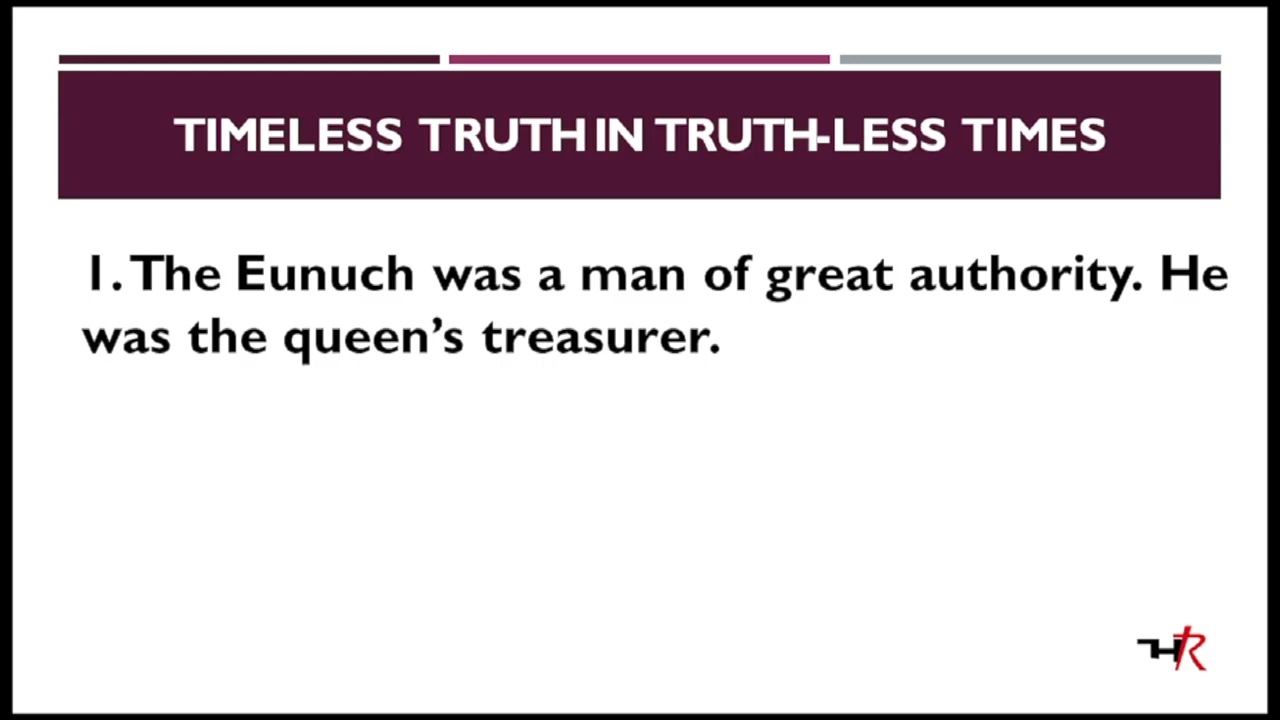 TIMELESS TRUTH IN TRUTH-LESS TIMES
1. The Eunuch was a man of great authority. He
was the queen’s treasurer.